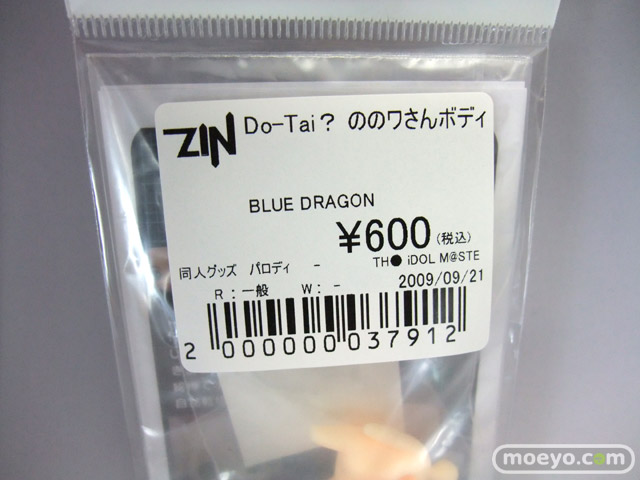 ZIN Do-Tai? ののワさんボディ
BLUE DRAGON
¥600 (税込)
同人グッズ パロディ - TH● iDOL M@STE
R:一般 W:- 2009/09/21
2 000000 037912
moeyo.com